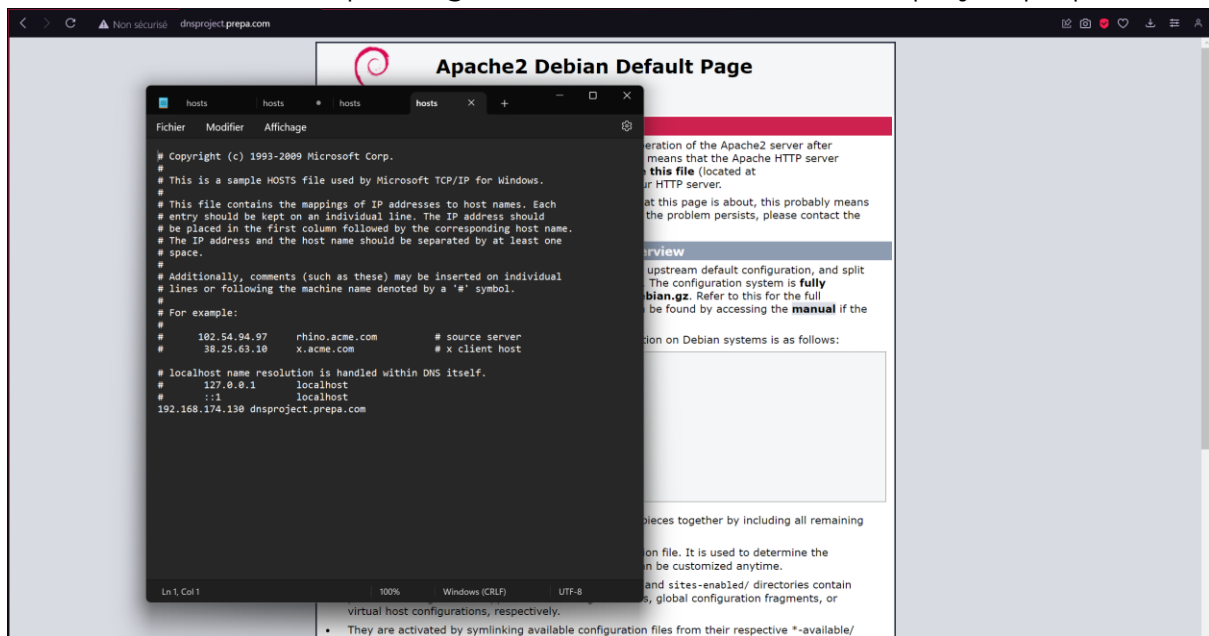 Non sécurisé dnsproject.prepa.com
Apache2 Debian Default Page
hosts hosts hosts hosts
Fichier Modifier Affichage
# Copyright (c) 1993-2009 Microsoft Corp.
#
# This is a sample HOSTS file used by Microsoft TCP/IP for Windows.
#
# This file contains the mappings of IP addresses to host names. Each
# entry should be kept on an individual line. The IP address should
# be placed in the first column followed by the corresponding host name.
# The IP address and the host name should be separated by at least one
# space.
#
# Additionally, comments (such as these) may be inserted on individual
# lines or following the machine name denoted by a '#' symbol.
#
# For example:
#
# 102.54.94.97 rhino.acme.com # source server
# 38.25.63.10 x.acme.com # x client host
# localhost name resolution is handled within DNS itself.
# 127.0.0.1 localhost
# ::1 localhost
192.168.174.130 dnsproject.prepa.com
Ln 1, Col 1 100% Windows (CRLF) UTF-8
eration of the Apache2 server after
means that the Apache HTTP server
this file (located at
ur HTTP server.
at this page is about, this probably means
the problem persists, please contact the
erview
upstream default configuration, and split
The configuration system is fully
bian.gz. Refer to this for the full
be found by accessing the manual if the
tion on Debian systems is as follows:
pieces together by including all remaining
ion file. It is used to determine the
n be customized anytime.
and sites-enabled/ directories contain
s, global configuration fragments, or
virtual host configurations, respectively.
• They are activated by symlinking available configuration files from their respective *-available/